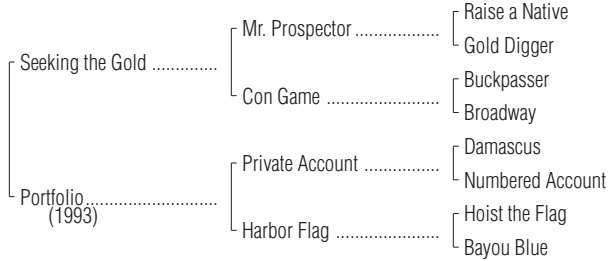 Raise a Native
Mr. Prospector ..................
Gold Digger
Seeking the Gold ..............
Buckpasser
Con Game ........................
Broadway
Damascus
Private Account ................
Numbered Account
Portfolio............................
(1993)
Hoist the Flag
Harbor Flag ......................
Bayou Blue